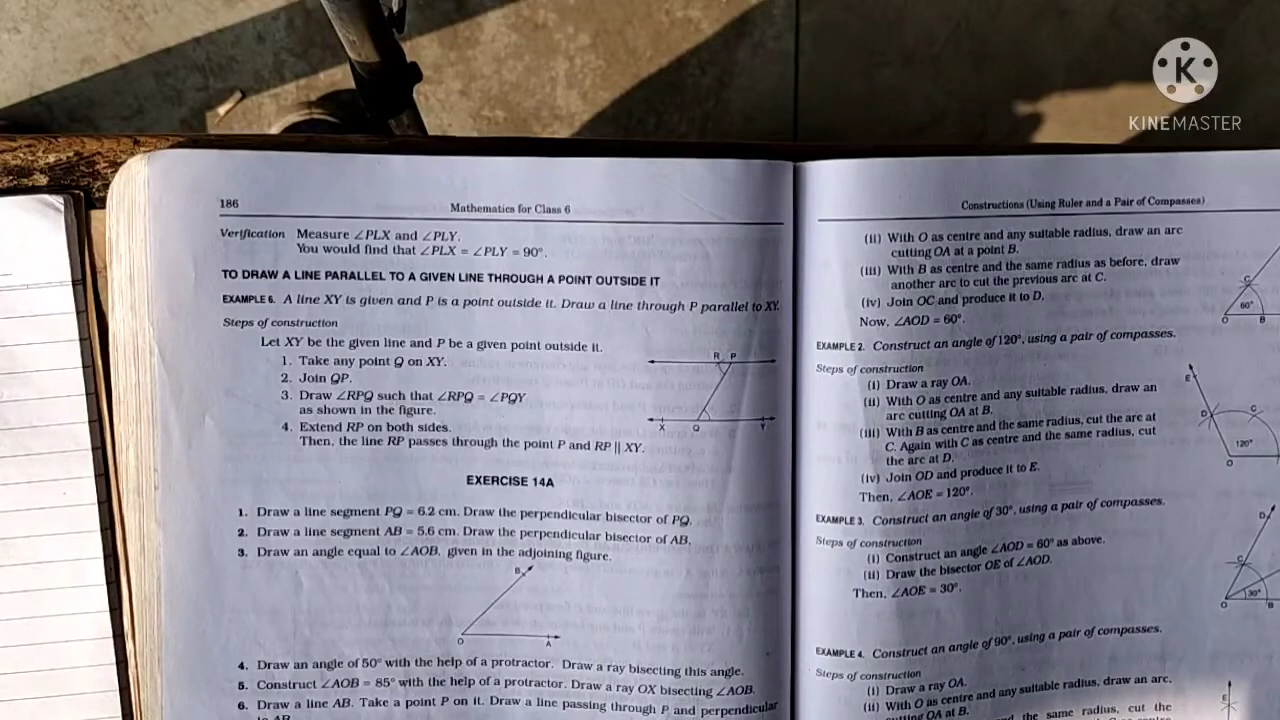 K
KINEMASTER
186
Mathematics for Class 6
Verification Measure ∠PLX and ∠PLY.
You would find that ∠PLX = ∠PLY = 90°.
TO DRAW A LINE PARALLEL TO A GIVEN LINE THROUGH A POINT OUTSIDE IT
EXAMPLE 6. A line XY is given and P is a point outside it. Draw a line through P parallel to XY.
Steps of construction
Let XY be the given line and P be a given point outside it.
1. Take any point Q on XY.
2. Join QP.
3. Draw ∠RPQ such that ∠RPQ = ∠PQY
as shown in the figure.
4. Extend RP on both sides.
Then, the line RP passes through the point P and RP || XY.
R P
X Q Y
EXERCISE 14A
1. Draw a line segment PQ = 6.2 cm. Draw the perpendicular bisector of PQ.
2. Draw a line segment AB = 5.6 cm. Draw the perpendicular bisector of AB.
3. Draw an angle equal to ∠AOB, given in the adjoining figure.
B
O A
4. Draw an angle of 50° with the help of a protractor. Draw a ray bisecting this angle.
5. Construct ∠AOB = 85° with the help of a protractor. Draw a ray OX bisecting ∠AOB.
6. Draw a line AB. Take a point P on it. Draw a line passing through P and perpendicular
to AB.
Constructions (Using Ruler and a Pair of Compasses)
(ii) With O as centre and any suitable radius, draw an arc
cutting OA at a point B.
(iii) With B as centre and the same radius as before, draw
another arc to cut the previous arc at C.
(iv) Join OC and produce it to D.
Now, ∠AOD = 60°.
C
60°
O B
EXAMPLE 2. Construct an angle of 120°, using a pair of compasses.
Steps of construction
(i) Draw a ray OA.
(ii) With O as centre and any suitable radius, draw an
arc cutting OA at B.
(iii) With B as centre and the same radius, cut the arc at
C. Again with C as centre and the same radius, cut
the arc at D.
(iv) Join OD and produce it to E.
Then, ∠AOE = 120°.
E
D C
120°
O
EXAMPLE 3. Construct an angle of 30°, using a pair of compasses.
Steps of construction
(i) Construct an angle ∠AOD = 60° as above.
(ii) Draw the bisector OE of ∠AOD.
Then, ∠AOE = 30°.
D
C
30°
O B
EXAMPLE 4. Construct an angle of 90°, using a pair of compasses.
Steps of construction
(i) Draw a ray OA.
(ii) With O as centre and any suitable radius, draw an arc,
cutting OA at B.
the same radius, cut the
E